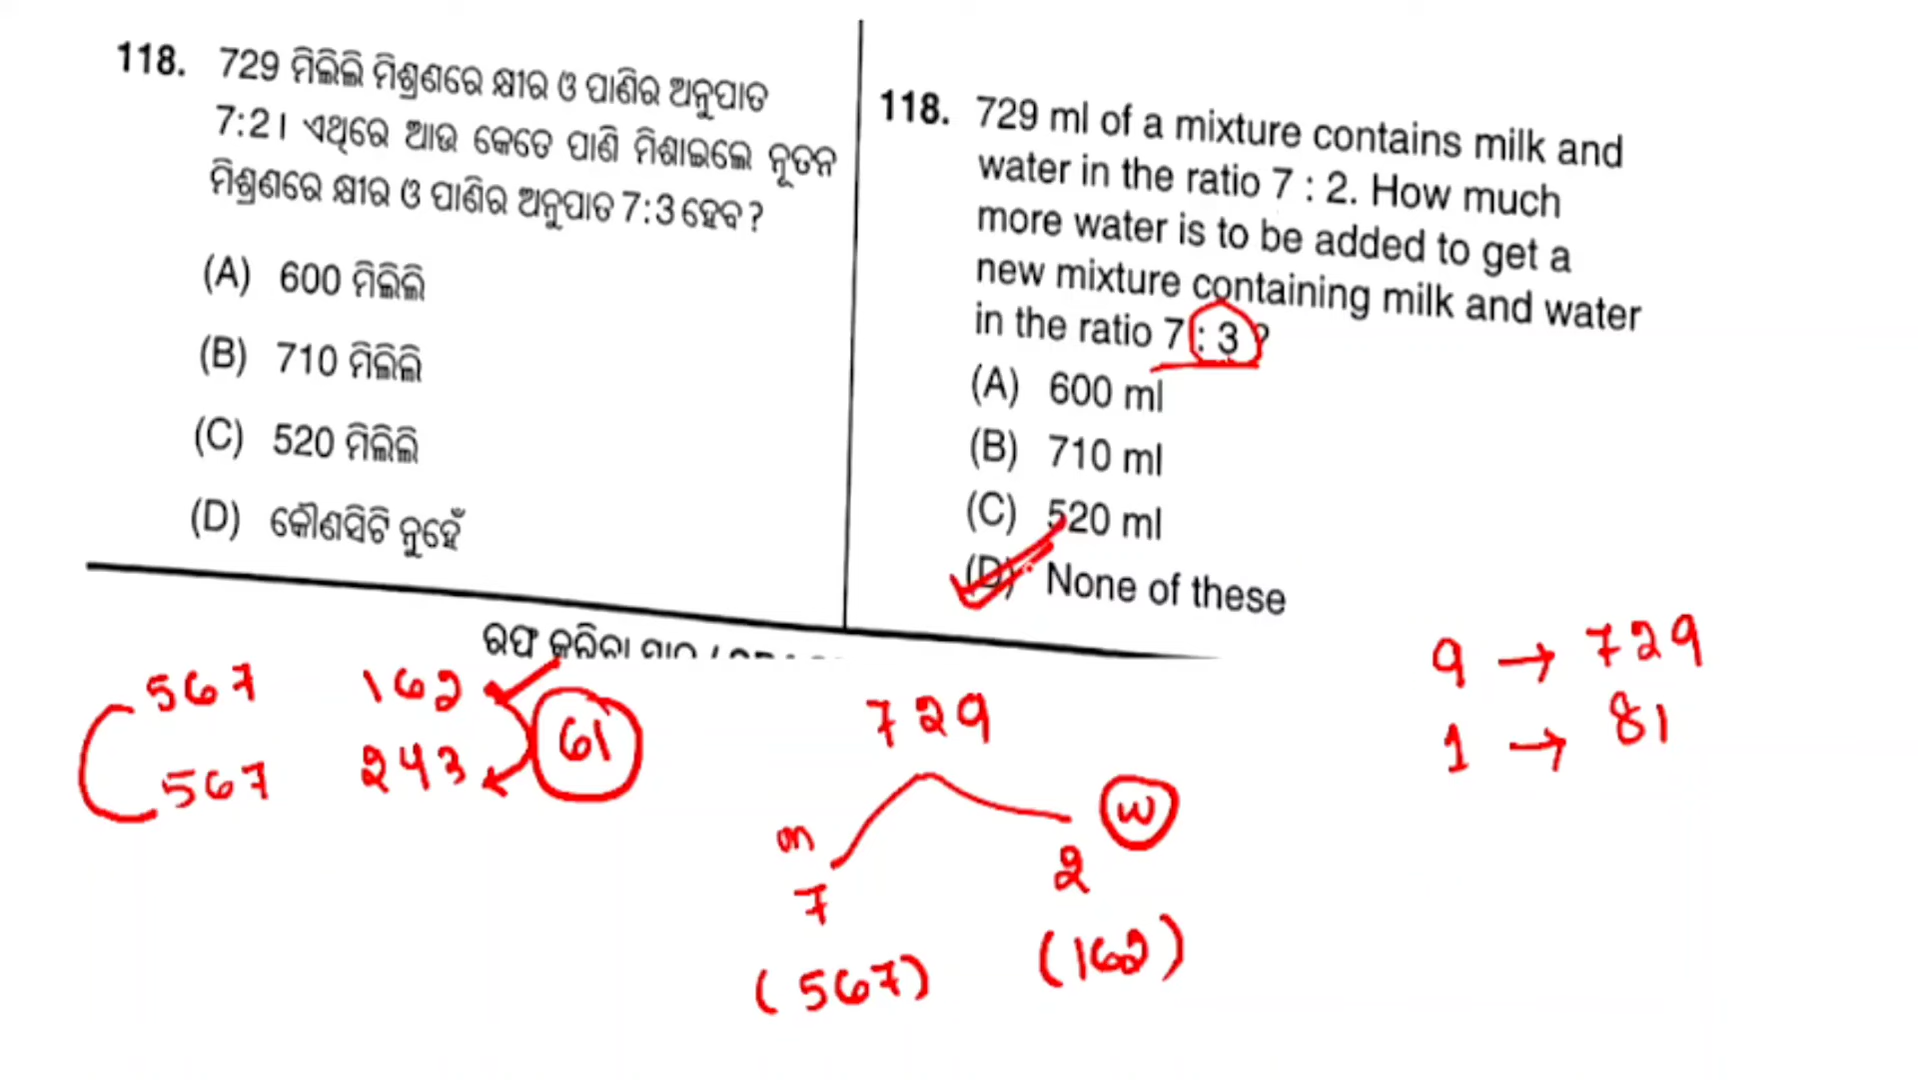 118. 729 ମିଲିଲି ମିଶ୍ରଣରେ କ୍ଷୀର ଓ ପାଣିର ଅନୁପାତ
7:2। ଏଥିରେ ଆଉ କେତେ ପାଣି ମିଶାଇଲେ ନୂତନ
ମିଶ୍ରଣରେ କ୍ଷୀର ଓ ପାଣିର ଅନୁପାତ 7:3 ହେବ?
(A) 600 ମିଲିଲି
(B) 710 ମିଲିଲି
(C) 520 ମିଲିଲି
(D) କୌଣସିଟି ନୁହେଁ
118. 729 ml of a mixture contains milk and
water in the ratio 7 : 2. How much
more water is to be added to get a
new mixture containing milk and water
in the ratio 7 : 3 ?
(A) 600 ml
(B) 710 ml
(C) 520 ml
(D) None of these
ରଫ କରିବା
567 162
567 243
61
729
m
7
(567)
w
2
(162)
9 → 729
1 → 81